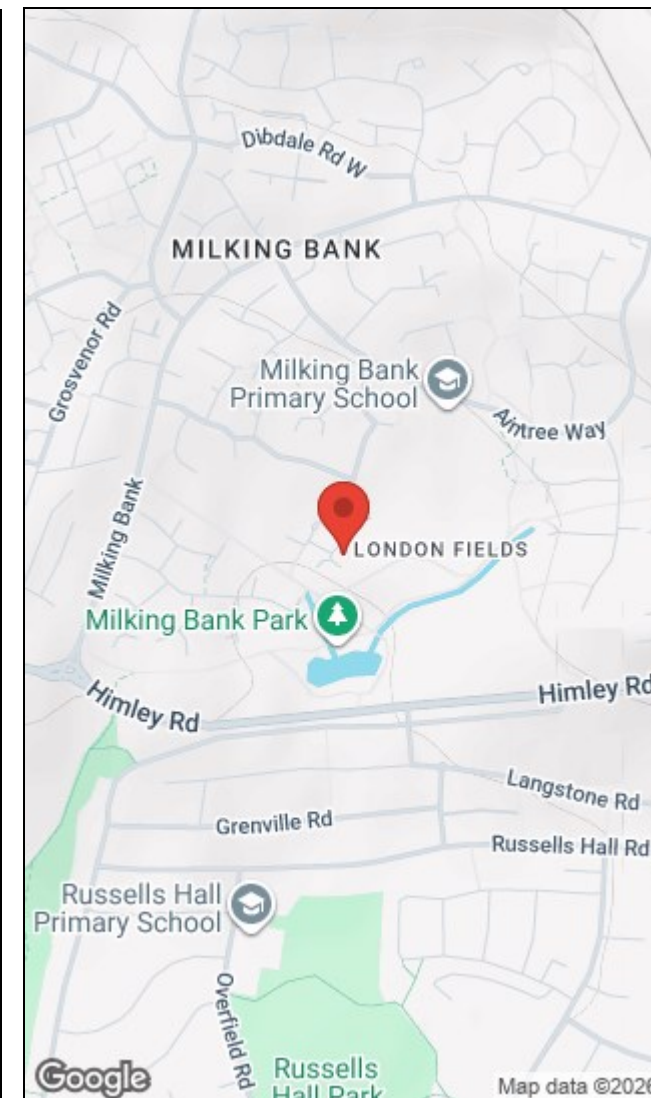 Dibdale Rd W
MILKING BANK
Grosvenor Rd
Milking Bank
Primary School
Aintree Way
Milking Bank
LONDON FIELDS
Milking Bank Park
Himley Rd
Himley Rd
Langstone Rd
Grenville Rd
Russells Hall Rd
Russells Hall
Primary School
Overfield Rd
Russells
Hall Park
Google
Map data ©2026